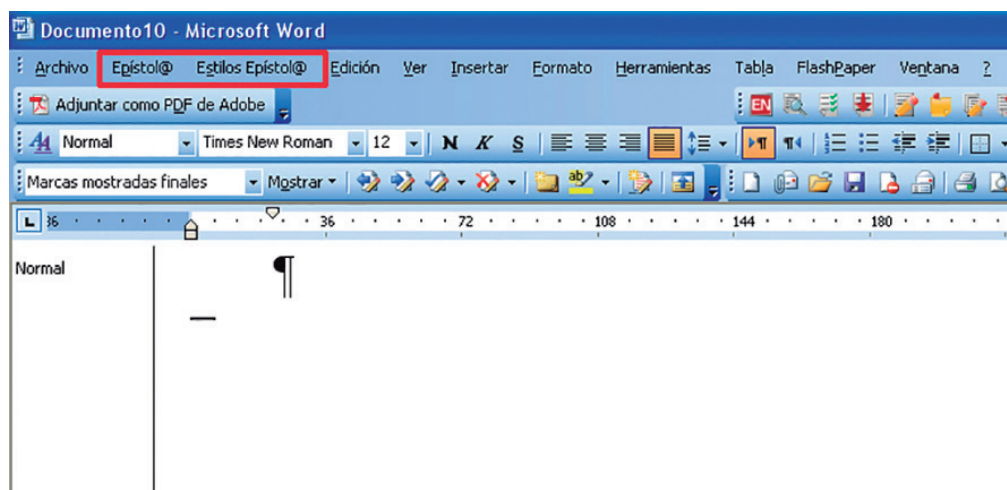 Documento10 - Microsoft Word
Archivo Epístol@ Estilos Epístol@ Edición Ver Insertar Formato Herramientas Tabla FlashPaper Ventana ?
Adjuntar como PDF de Adobe EN
Normal Times New Roman 12 N K S
Marcas mostradas finales Mostrar
L 36 36 72 108 144 180
Normal ¶